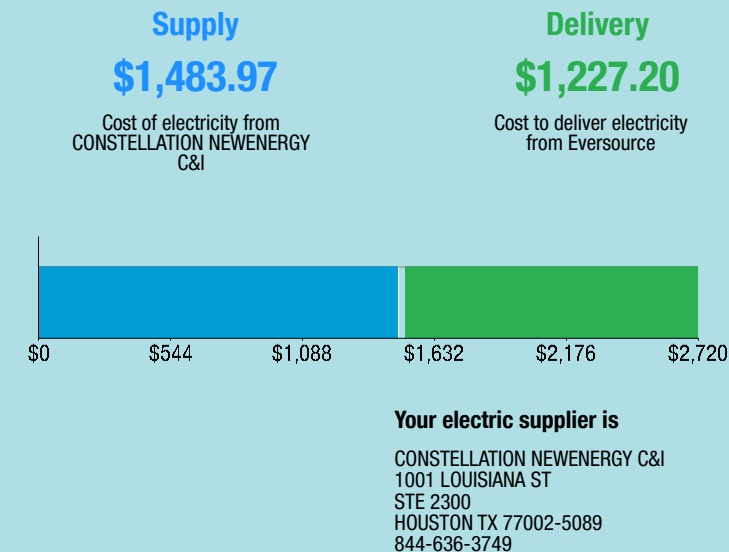 Supply
$1,483.97
Cost of electricity from
CONSTELLATION NEWENERGY
C&I
Delivery
$1,227.20
Cost to deliver electricity
from Eversource
$0 $544 $1,088 $1,632 $2,176 $2,720
Your electric supplier is
CONSTELLATION NEWENERGY C&I
1001 LOUISIANA ST
STE 2300
HOUSTON TX 77002-5089
844-636-3749